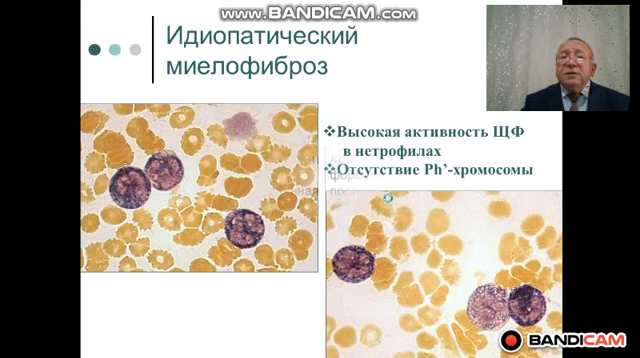 www.BANDICAM.com
Идиопатический
миелофиброз
Высокая активность ЩФ
в нетрофилах
Отсутствие Ph’-хромосомы
BANDICAM